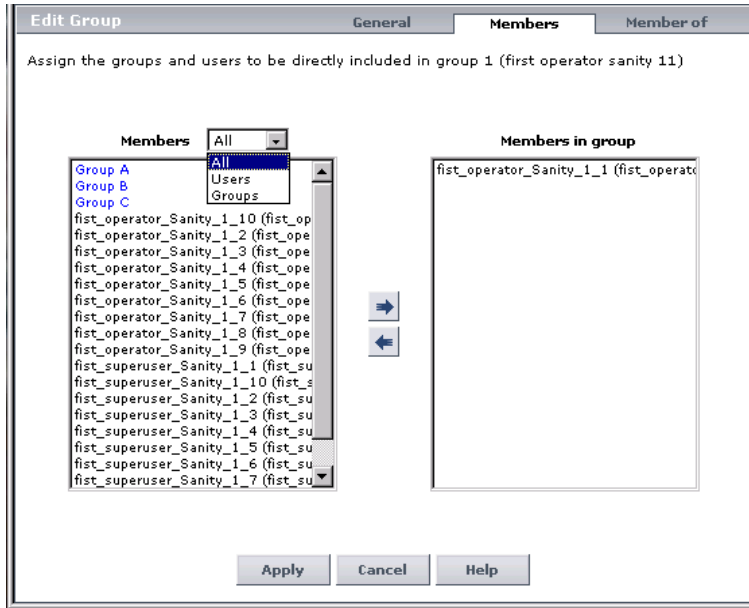 Edit Group General Members Member of
Assign the groups and users to be directly included in group 1 (first operator sanity 11)
Members All Members in group
All
Users
Groups
Group A
Group B
Group C
fist_operator_Sanity_1_10 (fist_op
fist_operator_Sanity_1_2 (fist_ope
fist_operator_Sanity_1_3 (fist_ope
fist_operator_Sanity_1_4 (fist_ope
fist_operator_Sanity_1_5 (fist_ope
fist_operator_Sanity_1_6 (fist_ope
fist_operator_Sanity_1_7 (fist_ope
fist_operator_Sanity_1_8 (fist_ope
fist_operator_Sanity_1_9 (fist_ope
fist_superuser_Sanity_1_1 (fist_su
fist_superuser_Sanity_1_10 (fist_s
fist_superuser_Sanity_1_2 (fist_su
fist_superuser_Sanity_1_3 (fist_su
fist_superuser_Sanity_1_4 (fist_su
fist_superuser_Sanity_1_5 (fist_su
fist_superuser_Sanity_1_6 (fist_su
fist_superuser_Sanity_1_7 (fist_su
fist_operator_Sanity_1_1 (fist_operato
Apply Cancel Help